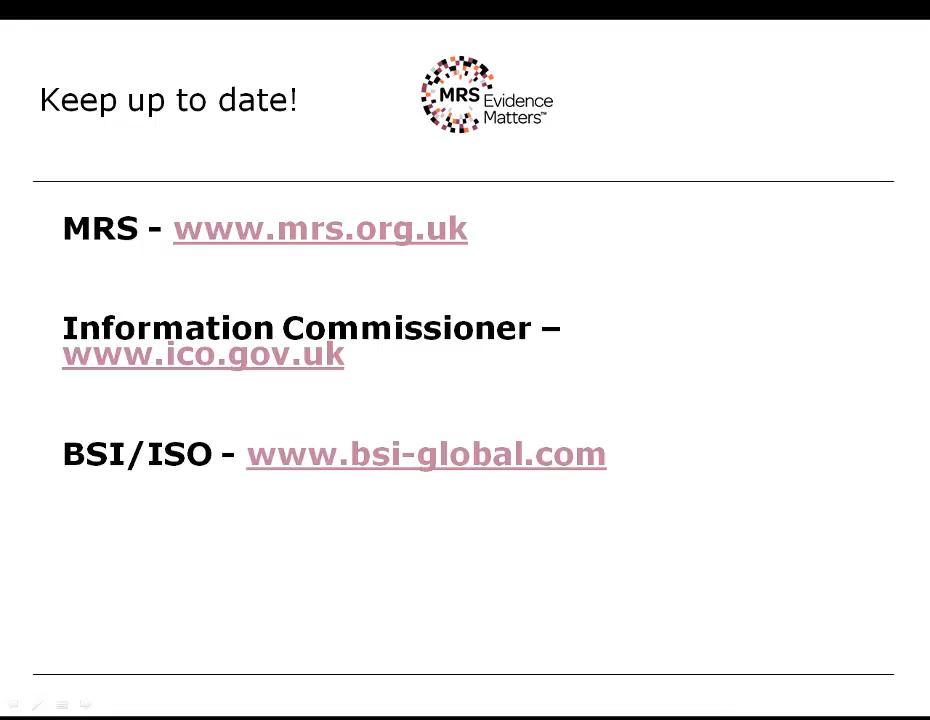 Keep up to date!
MRS Evidence
Matters™
MRS - www.mrs.org.uk
Information Commissioner –
www.ico.gov.uk
BSI/ISO - www.bsi-global.com